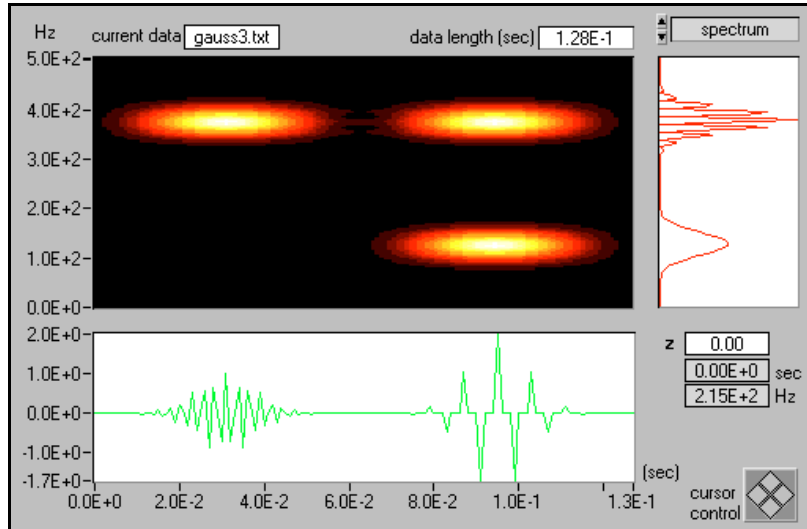 Hz current data gauss3.txt data length (sec) 1.28E-1 spectrum
5.0E+2
4.0E+2
3.0E+2
2.0E+2
1.0E+2
0.0E+0
2.0E+0
1.0E+0
0.0E+0
-1.0E+0
-1.7E+0
0.0E+0 2.0E-2 4.0E-2 6.0E-2 8.0E-2 1.0E-1 1.3E-1
(sec)
z 0.00
0.00E+0 sec
2.15E+2 Hz
cursor
control